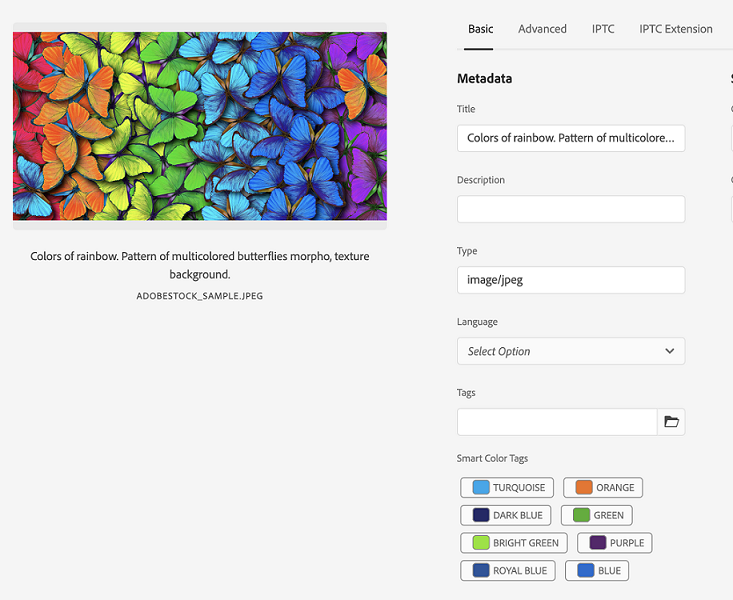 Basic Advanced IPTC IPTC Extension
Metadata
Title
Colors of rainbow. Pattern of multicolore...
Description
Type
image/jpeg
Language
Select Option
Tags
Smart Color Tags
TURQUOISE ORANGE
DARK BLUE GREEN
BRIGHT GREEN PURPLE
ROYAL BLUE BLUE
Colors of rainbow. Pattern of multicolored butterflies morpho, texture
background.
ADOBESTOCK_SAMPLE.JPEG